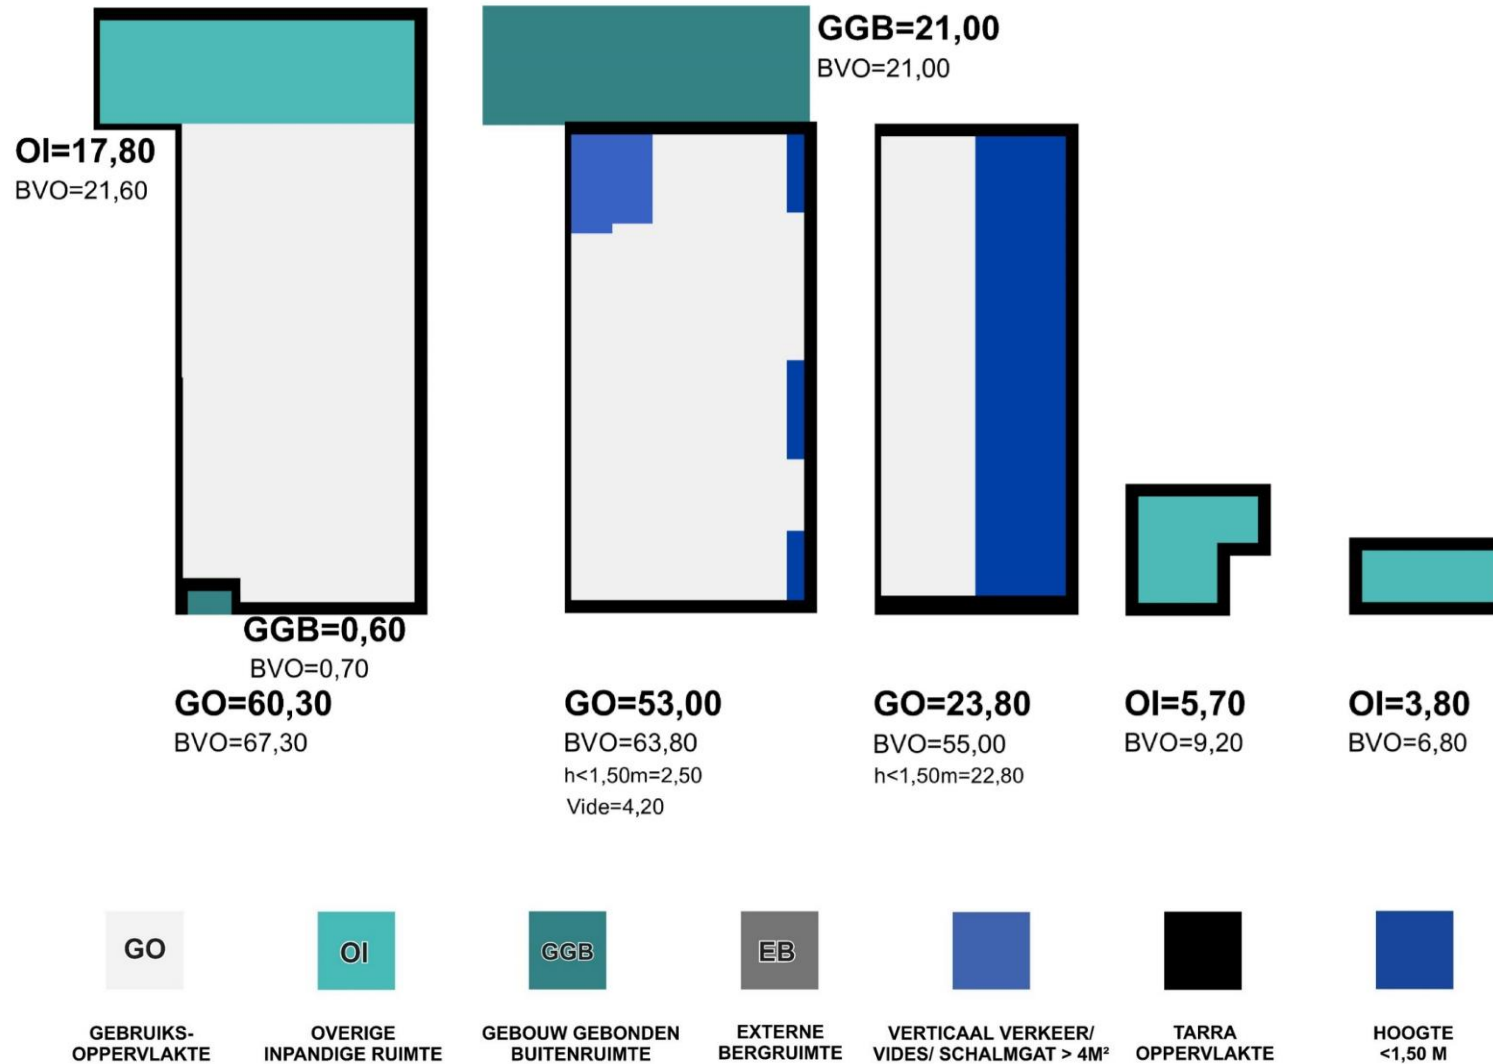 GGB=21,00
BVO=21,00
OI=17,80
BVO=21,60
GGB=0,60
BVO=0,70
GO=60,30
BVO=67,30
GO=53,00
BVO=63,80
h<1,50m=2,50
Vide=4,20
GO=23,80
BVO=55,00
h<1,50m=22,80
OI=5,70
BVO=9,20
OI=3,80
BVO=6,80
GO
OI
GGB
EB
GEBRUIKS-
OPPERVLAKTE
OVERIGE
INPANDIGE RUIMTE
GEBOUW GEBONDEN
BUITENRUIMTE
EXTERNE
BERGRUIMTE
VERTICAAL VERKEER/
VIDES/ SCHALMGAT > 4M²
TARRA
OPPERVLAKTE
HOOGTE
<1,50 M